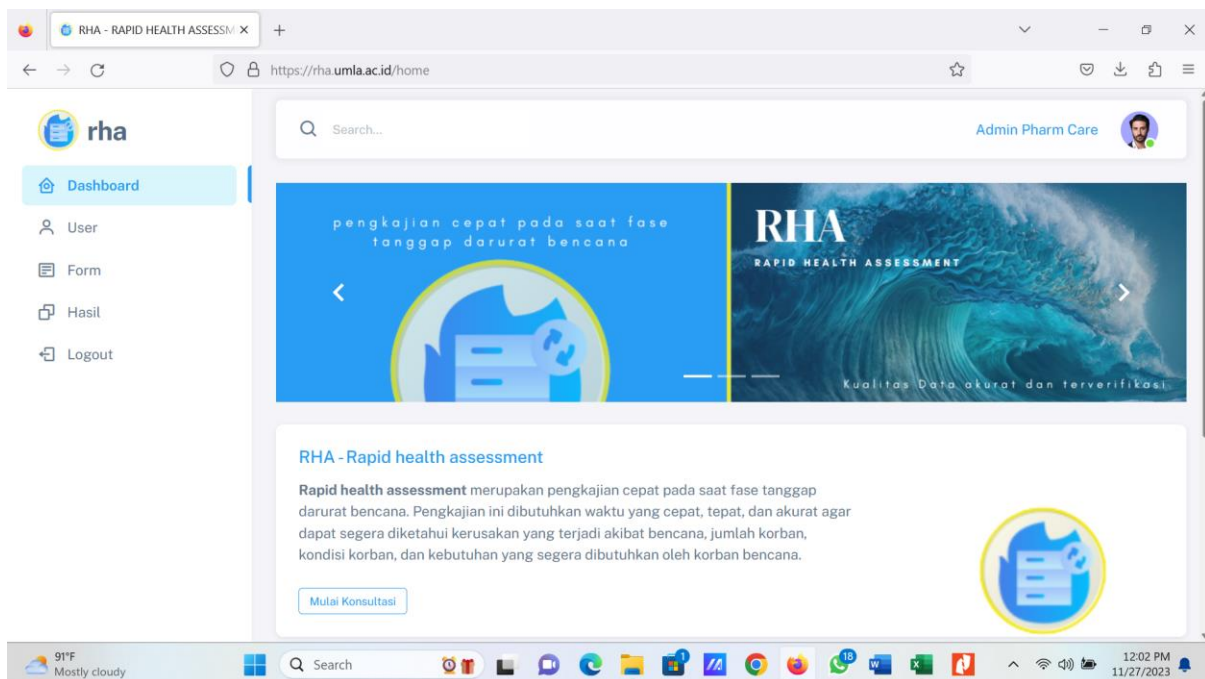 RHA - RAPID HEALTH ASSESSM
https://rha.umla.ac.id/home
rha
Search...
Admin Pharm Care
Dashboard
User
Form
Hasil
Logout
pengkajian cepat pada saat fase
tanggap darurat bencana
RHA
RAPID HEALTH ASSESSMENT
Kualitas Data akurat dan terverifikasi
RHA - Rapid health assessment
Rapid health assessment merupakan pengkajian cepat pada saat fase tanggap
darurat bencana. Pengkajian ini dibutuhkan waktu yang cepat, tepat, dan akurat agar
dapat segera diketahui kerusakan yang terjadi akibat bencana, jumlah korban,
kondisi korban, dan kebutuhan yang segera dibutuhkan oleh korban bencana.
Mulai Konsultasi
91°F
Mostly cloudy
Search
1
18
12:02 PM
11/27/2023